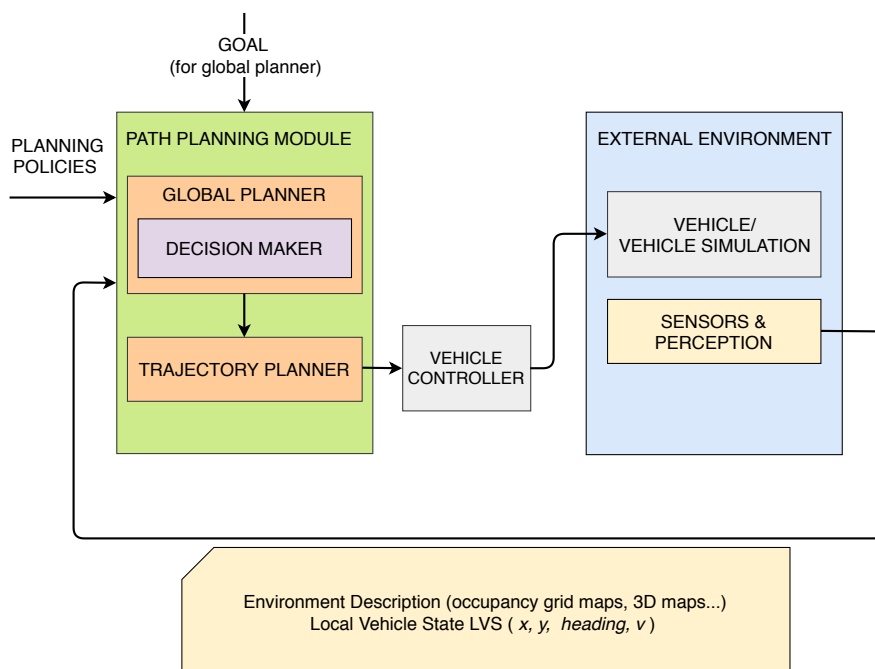 GOAL
(for global planner)
PLANNING
POLICIES
PATH PLANNING MODULE
GLOBAL PLANNER
DECISION MAKER
TRAJECTORY PLANNER
VEHICLE
CONTROLLER
EXTERNAL ENVIRONMENT
VEHICLE/
VEHICLE SIMULATION
SENSORS &
PERCEPTION
Environment Description (occupancy grid maps, 3D maps...)
Local Vehicle State LVS ( x, y, heading, v )